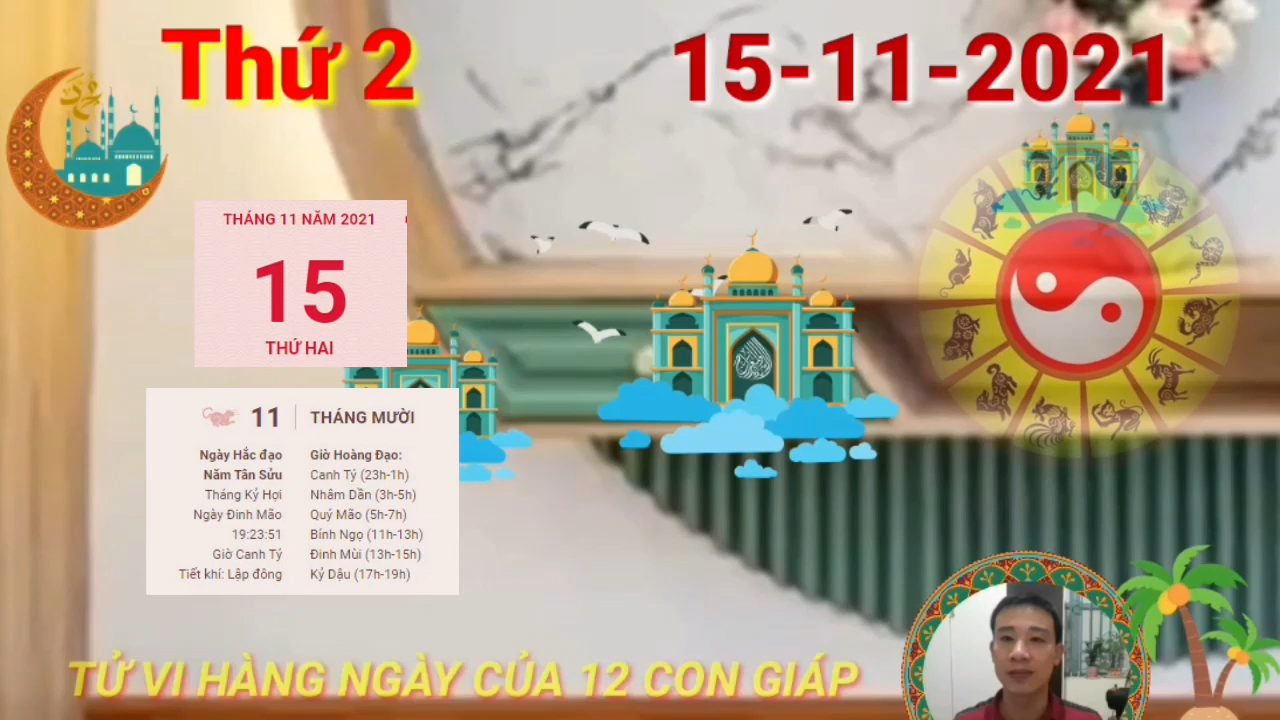 Thứ 2
15-11-2021
THÁNG 11 NĂM 2021
15
THỨ HAI
11 THÁNG MƯỜI
Ngày Hắc đạo
Năm Tân Sửu
Tháng Kỷ Hợi
Ngày Đinh Mão
19:23:51
Giờ Canh Tý
Tiết khí: Lập đông
Giờ Hoàng Đạo:
Canh Tý (23h-1h)
Nhâm Dần (3h-5h)
Quý Mão (5h-7h)
Bính Ngọ (11h-13h)
Đinh Mùi (13h-15h)
Kỷ Dậu (17h-19h)
TỬ VI HÀNG NGÀY CỦA 12 CON GIÁP